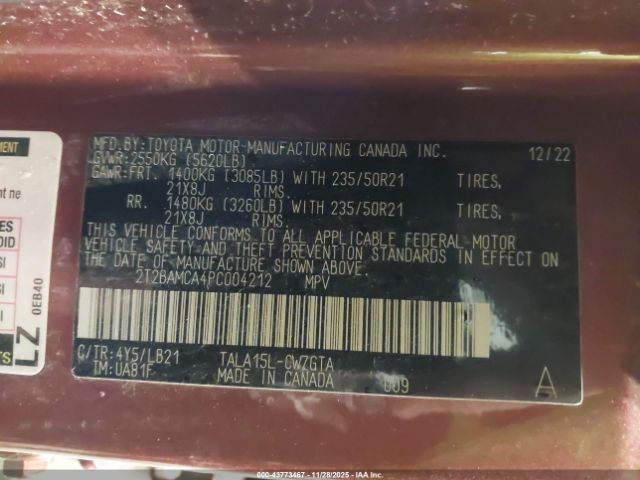 MFD.BY:TOYOTA MOTOR MANUFACTURING CANADA INC. 12/22
GVWR:2550KG (5620LB)
GAWR:FRT. 1400KG (3085LB) WITH 235/50R21 TIRES,
21X8J RIMS.
RR. 1480KG (3260LB) WITH 235/50R21 TIRES,
21X8J RIMS.
THIS VEHICLE CONFORMS TO ALL APPLICABLE FEDERAL MOTOR
VEHICLE SAFETY AND THEFT PREVENTION STANDARDS IN EFFECT ON
THE DATE OF MANUFACTURE SHOWN ABOVE.
2T2BAMCA4PC004212 MPV
C/TR:4Y5/LB21 TALA15L-CWZGTA
TM:UA81F MADE IN CANADA 009
A
LZ
0EB40
000-43773467 | 11/28/2025 - IAA Inc.